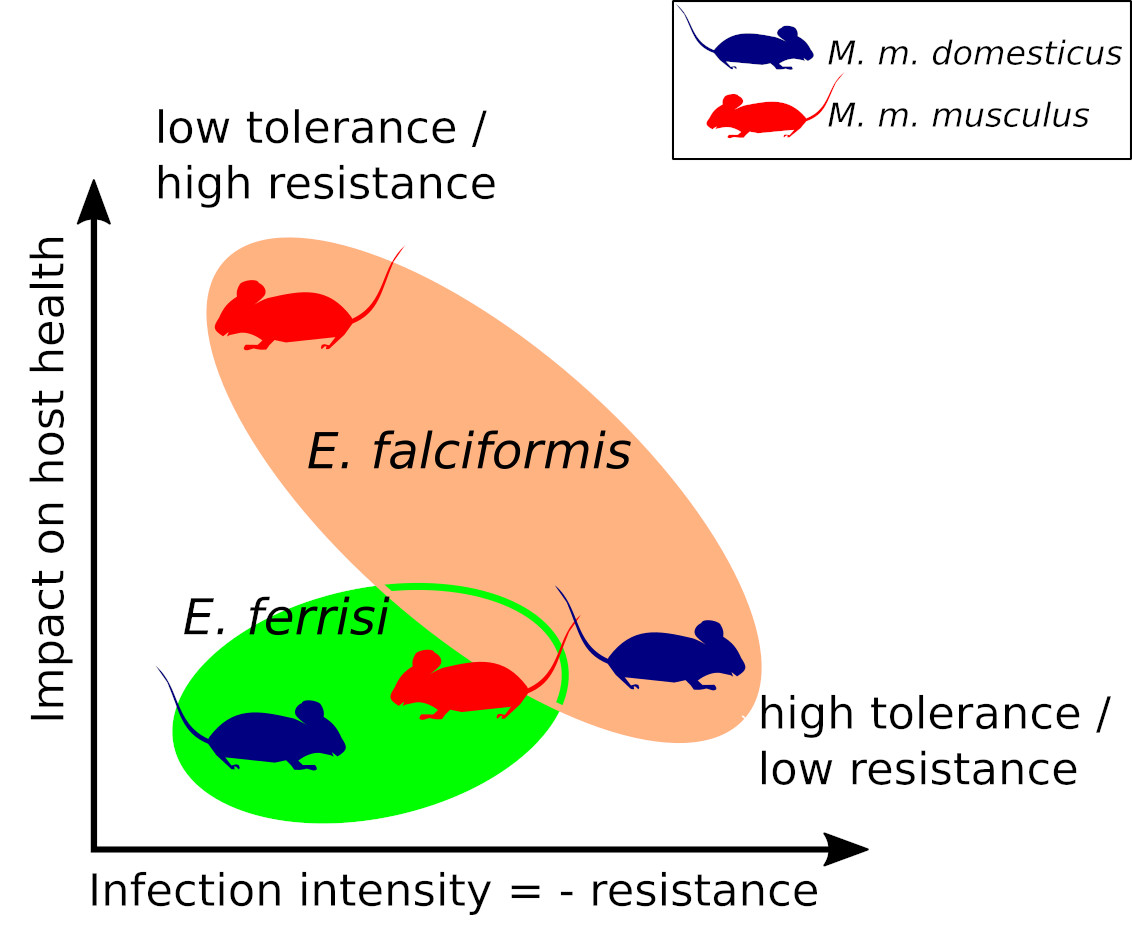 M. m. domesticus
M. m. musculus
low tolerance /
high resistance
Impact on host health
E. falciformis
E. ferrisi
high tolerance /
low resistance
Infection intensity = - resistance